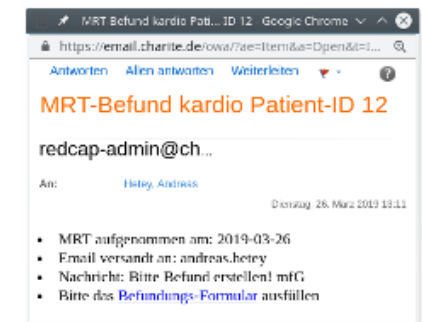 MRT Befund kardio Pati... ID 12 - Google Chrome
https://email.charite.de/owa/?ae=Item&a=Open&t=I...
Antworten Allen antworten Weiterleiten
MRT-Befund kardio Patient-ID 12
redcap-admin@ch...
An: Hetey, Andreas
Dienstag, 26. März 2019 13:11
• MRT aufgenommen am: 2019-03-26
• Email versandt an: andreas.hetey
• Nachricht: Bitte Befund erstellen! mfG
• Bitte das Befundungs-Formular ausfüllen